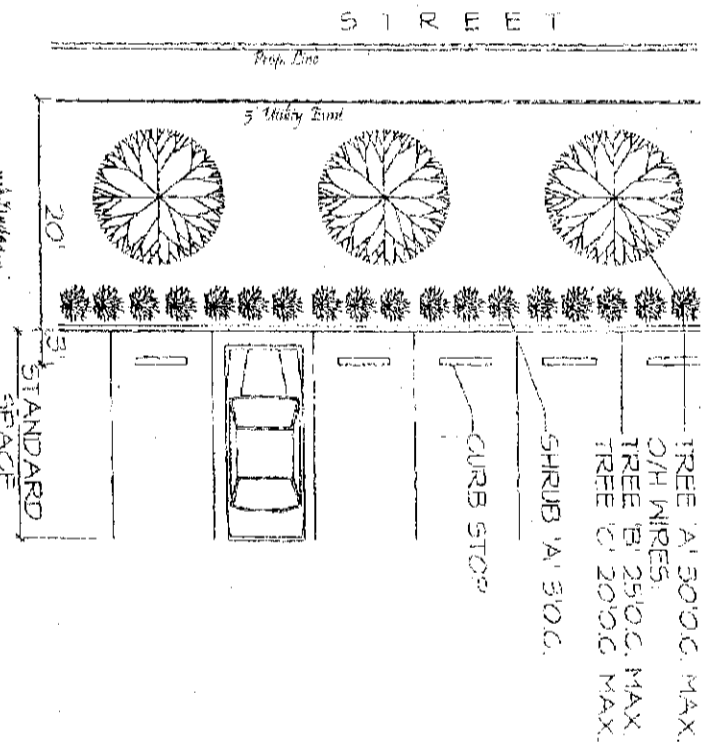 STREET
Prop. Line
5' Utility Esmt
20'
3'
STANDARD
SPACE
TREE 'A' 30'O.C. MAX.
O/H WIRES:
TREE 'B' 25'O.C. MAX.
TREE 'C' 20'O.C. MAX.
SHRUB 'A' 3'O.C.
CURB STOP